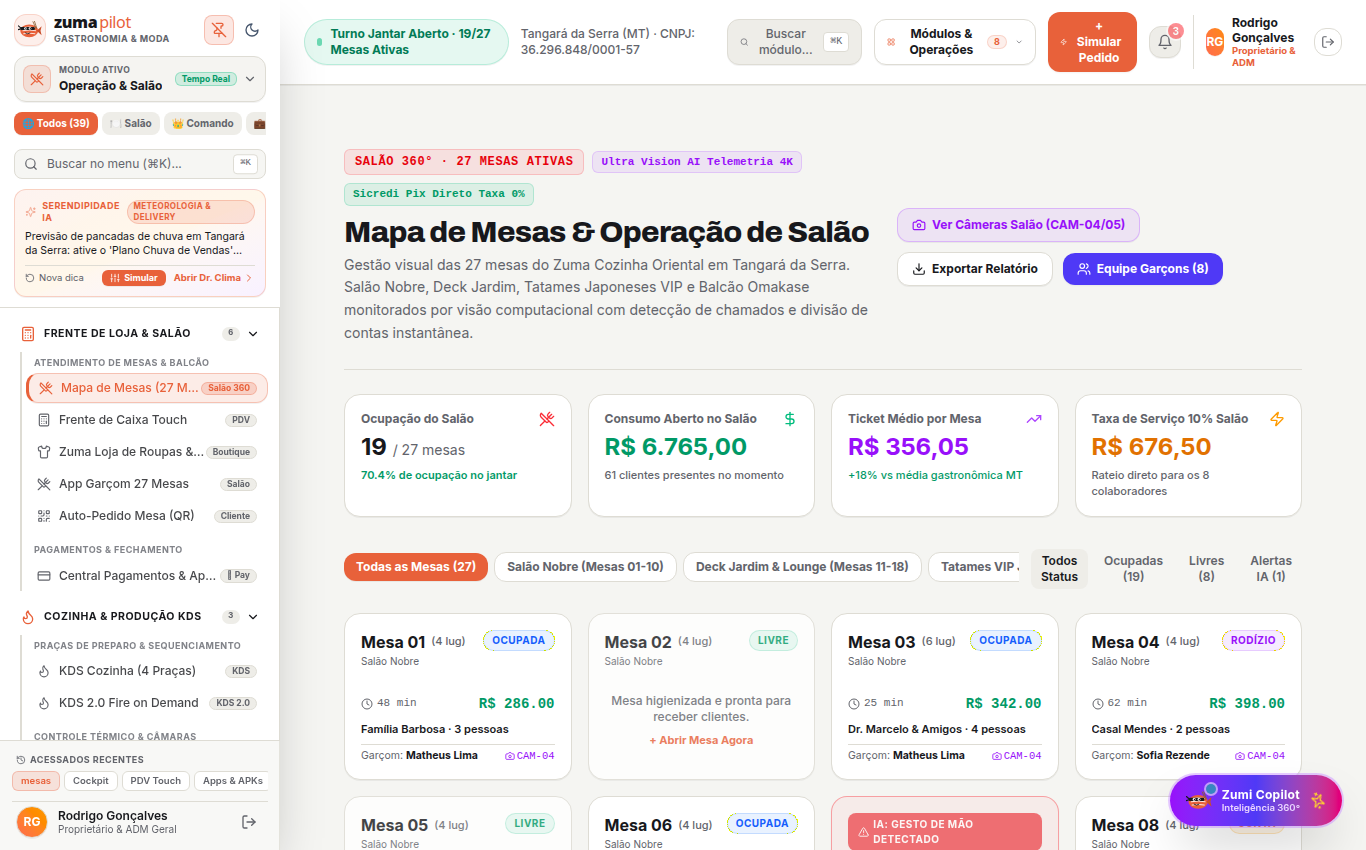 zumapilot
GASTRONOMIA & MODA
MODULO ATIVO
Operação & Salão
Tempo Real
Todos (39)
Salão
Comando
Buscar no menu (⌘K)...
⌘K
SERENDIPIDADE IA
METEOROLOGIA & DELIVERY
Previsão de pancadas de chuva em Tangará da Serra: ative o 'Plano Chuva de Vendas'...
Nova dica
Simular
Abrir Dr. Clima
FRENTE DE LOJA & SALÃO
6
ATENDIMENTO DE MESAS & BALCÃO
Mapa de Mesas (27 M...
Salão 360
Frente de Caixa Touch
PDV
Zuma Loja de Roupas &...
Boutique
App Garçom 27 Mesas
Salão
Auto-Pedido Mesa (QR)
Cliente
PAGAMENTOS & FECHAMENTO
Central Pagamentos & Ap...
Pay
COZINHA & PRODUÇÃO KDS
3
PRAÇAS DE PREPARO & SEQUENCIAMENTO
KDS Cozinha (4 Praças)
KDS
KDS 2.0 Fire on Demand
KDS 2.0
CONTROLE TÉRMICO & CÂMARAS
ACESSADOS RECENTES
mesas
Cockpit
PDV Touch
Apps & APKs
RG
Rodrigo Gonçalves
Proprietário & ADM Geral
Turno Jantar Aberto · 19/27 Mesas Ativas
Tangará da Serra (MT) · CNPJ: 36.296.848/0001-57
Buscar módulo...
⌘K
Módulos & Operações
8
+ Simular Pedido
3
RG
Rodrigo Gonçalves
Proprietário & ADM
SALÃO 360° · 27 MESAS ATIVAS
Ultra Vision AI Telemetria 4K
Sicredi Pix Direto Taxa 0%
Mapa de Mesas & Operação de Salão
Gestão visual das 27 mesas do Zuma Cozinha Oriental em Tangará da Serra.
Salão Nobre, Deck Jardim, Tatames Japoneses VIP e Balcão Omakase
monitorados por visão computacional com detecção de chamados e divisão de
contas instantânea.
Ver Câmeras Salão (CAM-04/05)
Exportar Relatório
Equipe Garçons (8)
Ocupação do Salão
19 / 27 mesas
70.4% de ocupação no jantar
Consumo Aberto no Salão
R$ 6.765,00
61 clientes presentes no momento
Ticket Médio por Mesa
R$ 356,05
+18% vs média gastronômica MT
Taxa de Serviço 10% Salão
R$ 676,50
Rateio direto para os 8 colaboradores
Todas as Mesas (27)
Salão Nobre (Mesas 01-10)
Deck Jardim & Lounge (Mesas 11-18)
Tatames VIP
Todos Status
Ocupadas (19)
Livres (8)
Alertas IA (1)
Mesa 01 (4 lug)
OCUPADA
Salão Nobre
48 min
R$ 286.00
Família Barbosa · 3 pessoas
Garçom: Matheus Lima
CAM-04
Mesa 02 (4 lug)
LIVRE
Salão Nobre
Mesa higienizada e pronta para receber clientes.
+ Abrir Mesa Agora
Mesa 03 (6 lug)
OCUPADA
Salão Nobre
25 min
R$ 342.00
Dr. Marcelo & Amigos · 4 pessoas
Garçom: Matheus Lima
CAM-04
Mesa 04 (4 lug)
RODÍZIO
Salão Nobre
62 min
R$ 398.00
Casal Mendes · 2 pessoas
Garçom: Sofia Rezende
CAM-04
Mesa 05 (4 lug)
LIVRE
Salão Nobre
Mesa 06 (4 lug)
OCUPADA
Salão Nobre
IA: GESTO DE MÃO DETECTADO
Mesa 08 (4 lug)
Salão Nobre
Zumi Copilot
Inteligência 360°